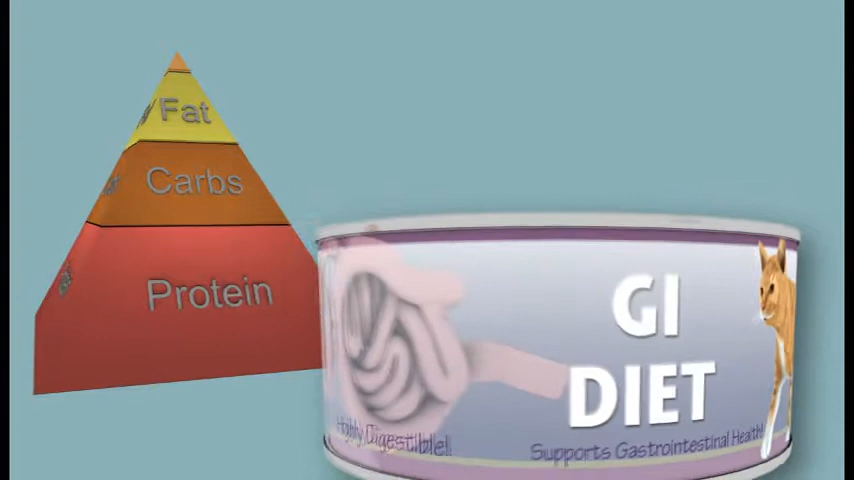 Fat
Carbs
Protein
GI
DIET
Highly Digestible!
Supports Gastrointestinal Health!